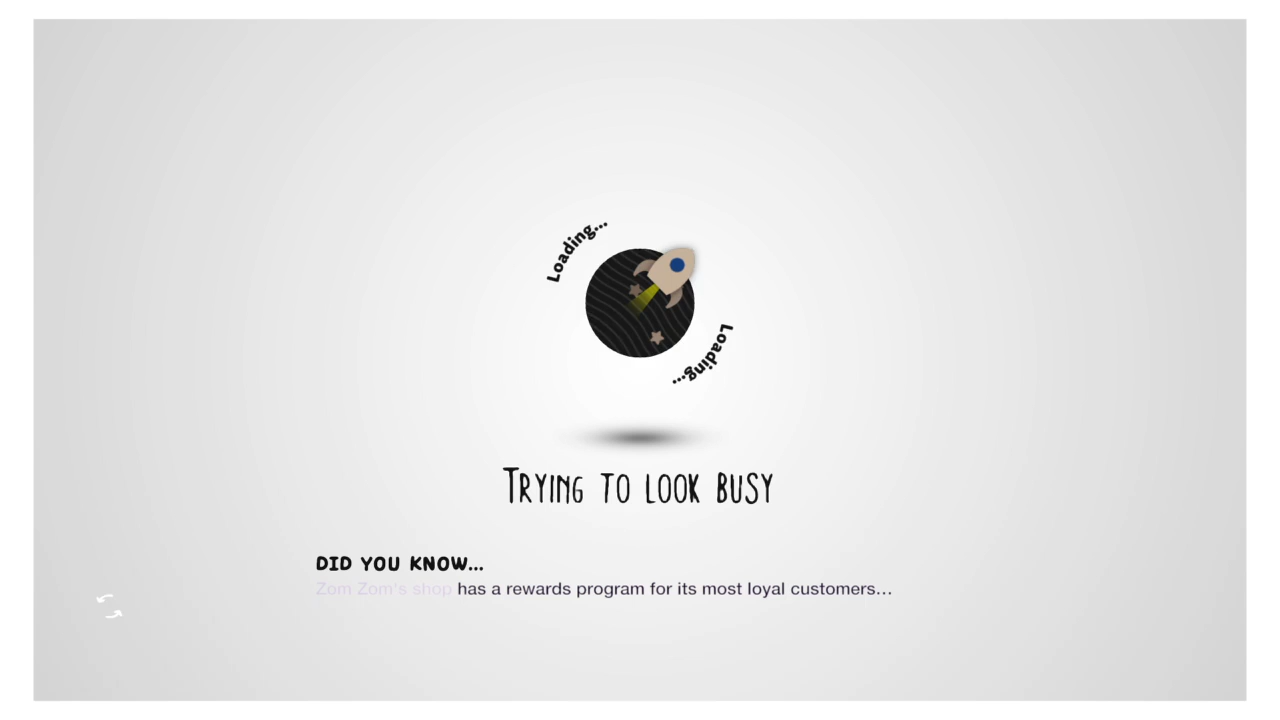 Loading...
Loading...
Trying to look busy
DID YOU KNOW...
Zom Zom's shop has a rewards program for its most loyal customers...